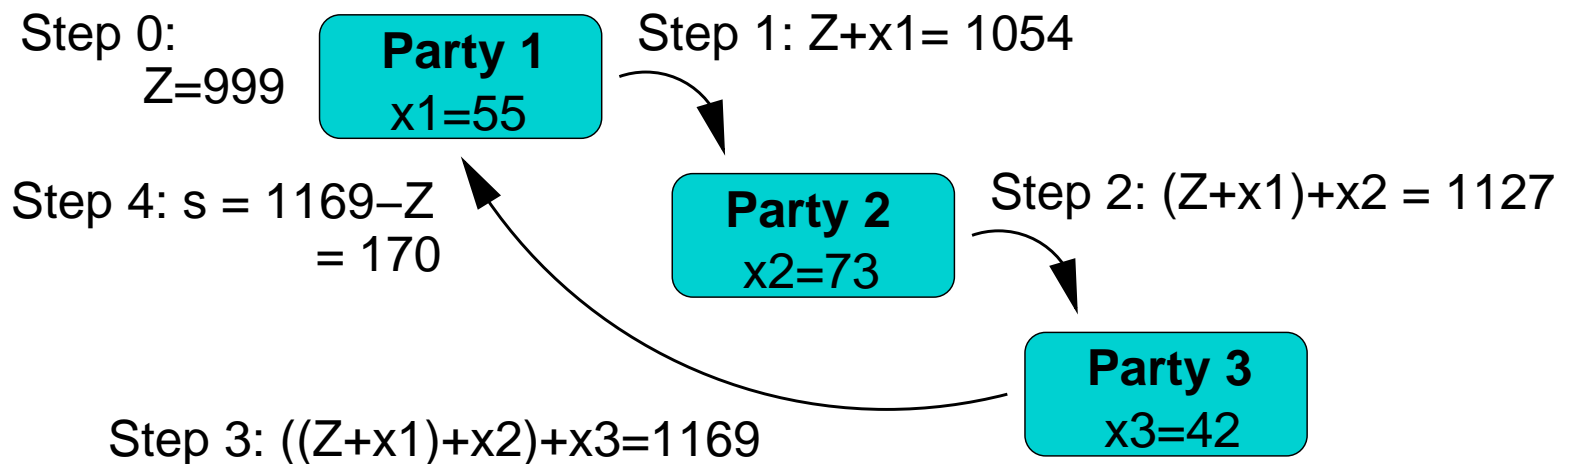 Step 0:
Z=999
Party 1
x1=55
Step 1: Z+x1= 1054
Step 4: s = 1169−Z
= 170
Party 2
x2=73
Step 2: (Z+x1)+x2 = 1127
Party 3
x3=42
Step 3: ((Z+x1)+x2)+x3=1169